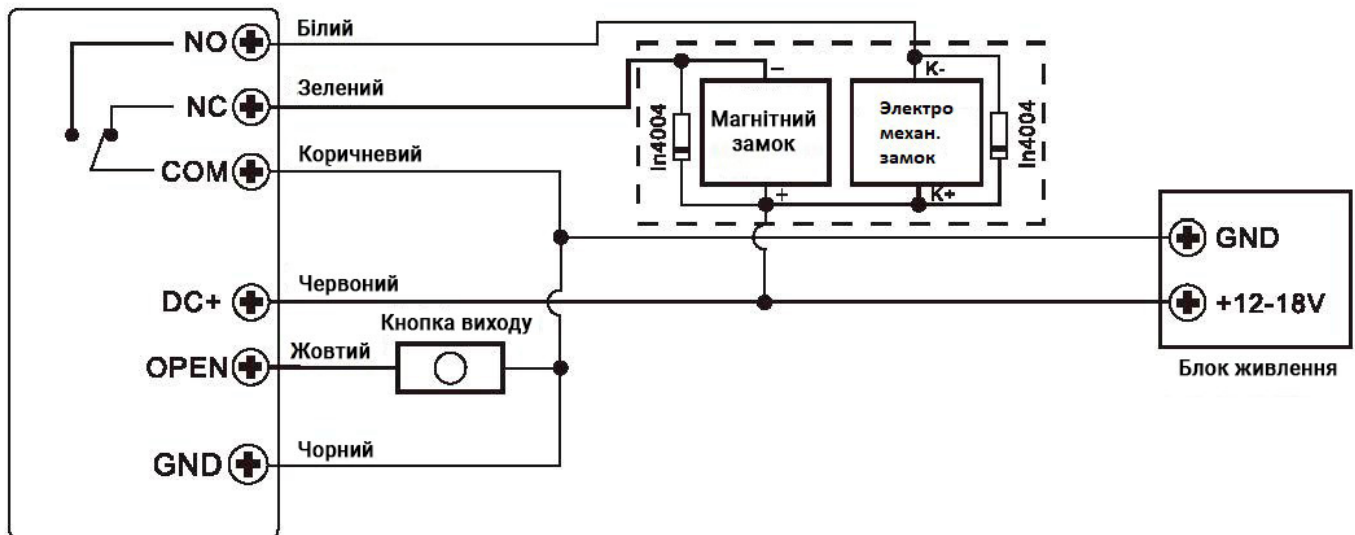 NO
Білий
NC
Зелений
COM
Коричневий
In4004
–
Магнітний
замок
+
K-
Электро
механ.
замок
K+
In4004
GND
+12-18V
Блок живлення
DC+
Червоний
Кнопка виходу
OPEN
Жовтий
GND
Чорний